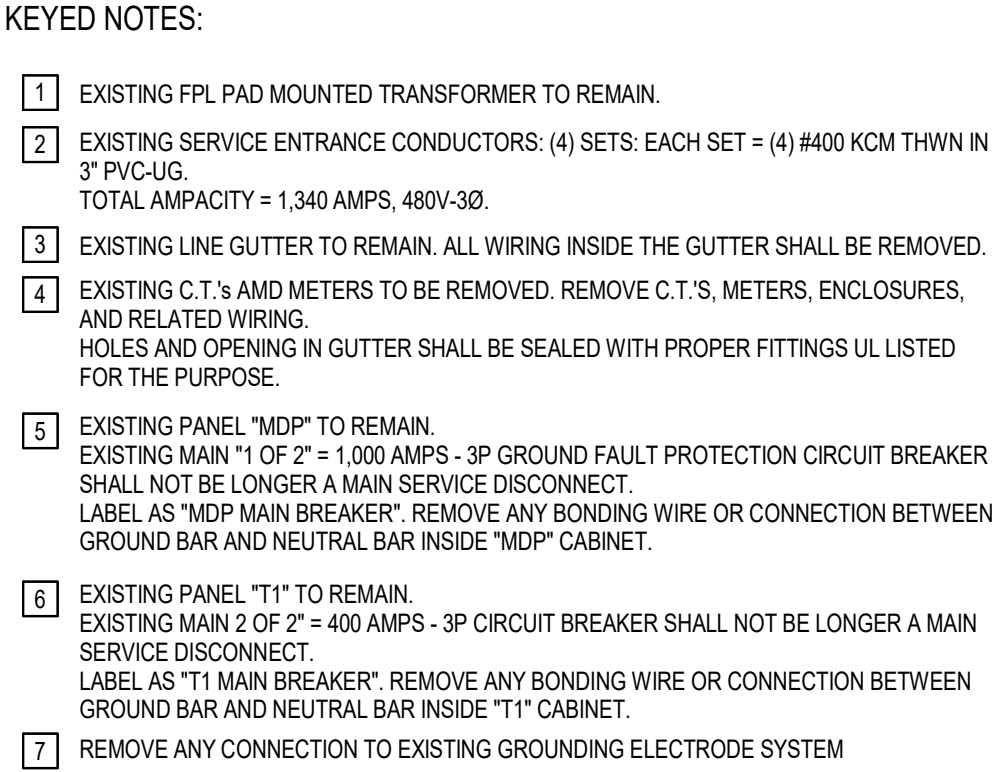 KEYED NOTES:
1 EXISTING FPL PAD MOUNTED TRANSFORMER TO REMAIN.
2 EXISTING SERVICE ENTRANCE CONDUCTORS: (4) SETS: EACH SET = (4) #400 KCM THWN IN
3" PVC-UG.
TOTAL AMPACITY = 1,340 AMPS, 480V-3Ø.
3 EXISTING LINE GUTTER TO REMAIN. ALL WIRING INSIDE THE GUTTER SHALL BE REMOVED.
4 EXISTING C.T.'s AMD METERS TO BE REMOVED. REMOVE C.T.'S, METERS, ENCLOSURES,
AND RELATED WIRING.
HOLES AND OPENING IN GUTTER SHALL BE SEALED WITH PROPER FITTINGS UL LISTED
FOR THE PURPOSE.
5 EXISTING PANEL "MDP" TO REMAIN.
EXISTING MAIN "1 OF 2" = 1,000 AMPS - 3P GROUND FAULT PROTECTION CIRCUIT BREAKER
SHALL NOT BE LONGER A MAIN SERVICE DISCONNECT.
LABEL AS "MDP MAIN BREAKER". REMOVE ANY BONDING WIRE OR CONNECTION BETWEEN
GROUND BAR AND NEUTRAL BAR INSIDE "MDP" CABINET.
6 EXISTING PANEL "T1" TO REMAIN.
EXISTING MAIN 2 OF 2" = 400 AMPS - 3P CIRCUIT BREAKER SHALL NOT BE LONGER A MAIN
SERVICE DISCONNECT.
LABEL AS "T1 MAIN BREAKER". REMOVE ANY BONDING WIRE OR CONNECTION BETWEEN
GROUND BAR AND NEUTRAL BAR INSIDE "T1" CABINET.
7 REMOVE ANY CONNECTION TO EXISTING GROUNDING ELECTRODE SYSTEM